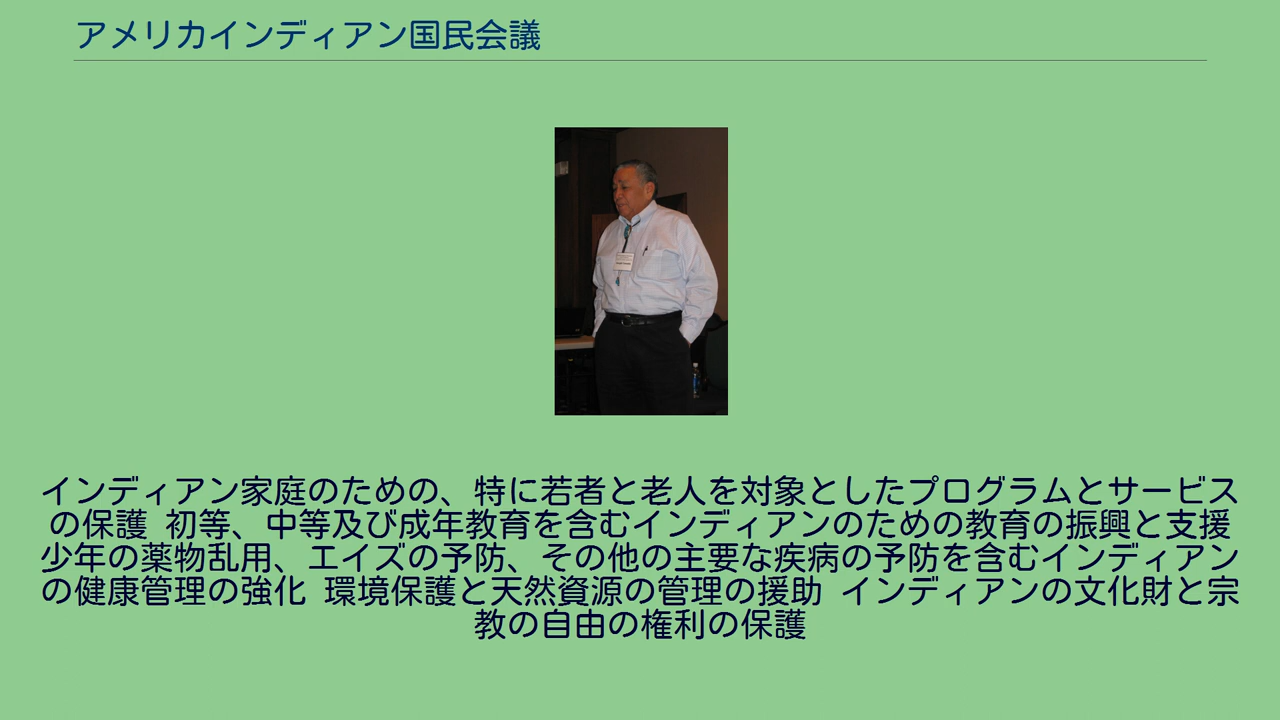 アメリカインディアン国民会議
インディアン家庭のための、特に若者と老人を対象としたプログラムとサービス
の保護 初等、中等及び成年教育を含むインディアンのための教育の振興と支援
少年の薬物乱用、エイズの予防、その他の主要な疾病の予防を含むインディアン
の健康管理の強化 環境保護と天然資源の管理の援助 インディアンの文化財と宗
教の自由の権利の保護